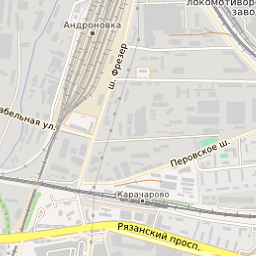 локомотиворе
заво
Андроновка
ш. Фрезер
абельная ул.
Перовское ш.
Карачарово
Рязанский просп.